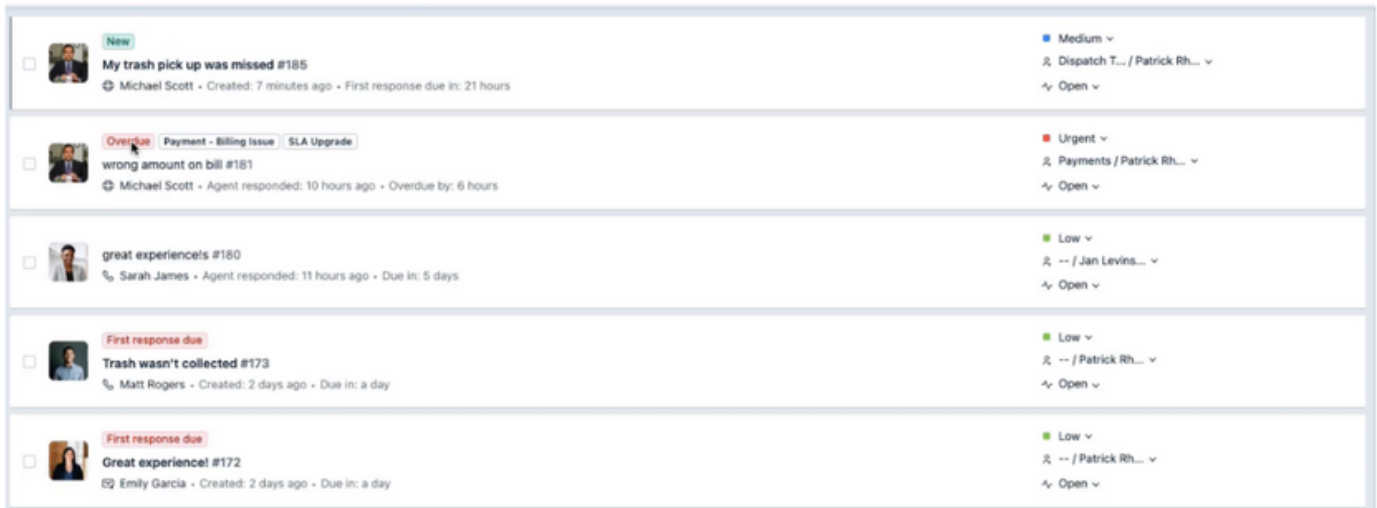 New
My trash pick up was missed #185
Michael Scott • Created: 7 minutes ago • First response due in: 21 hours
Medium
Dispatch T... / Patrick Rh...
Open
Overdue Payment - Billing Issue SLA Upgrade
wrong amount on bill #181
Michael Scott • Agent responded: 10 hours ago • Overdue by: 6 hours
Urgent
Payments / Patrick Rh...
Open
great experience!s #180
Sarah James • Agent responded: 11 hours ago • Due in: 5 days
Low
-- / Jan Levins...
Open
First response due
Trash wasn't collected #173
Matt Rogers • Created: 2 days ago • Due in: a day
Low
-- / Patrick Rh...
Open
First response due
Great experience! #172
Emily Garcia • Created: 2 days ago • Due in: a day
Low
-- / Patrick Rh...
Open